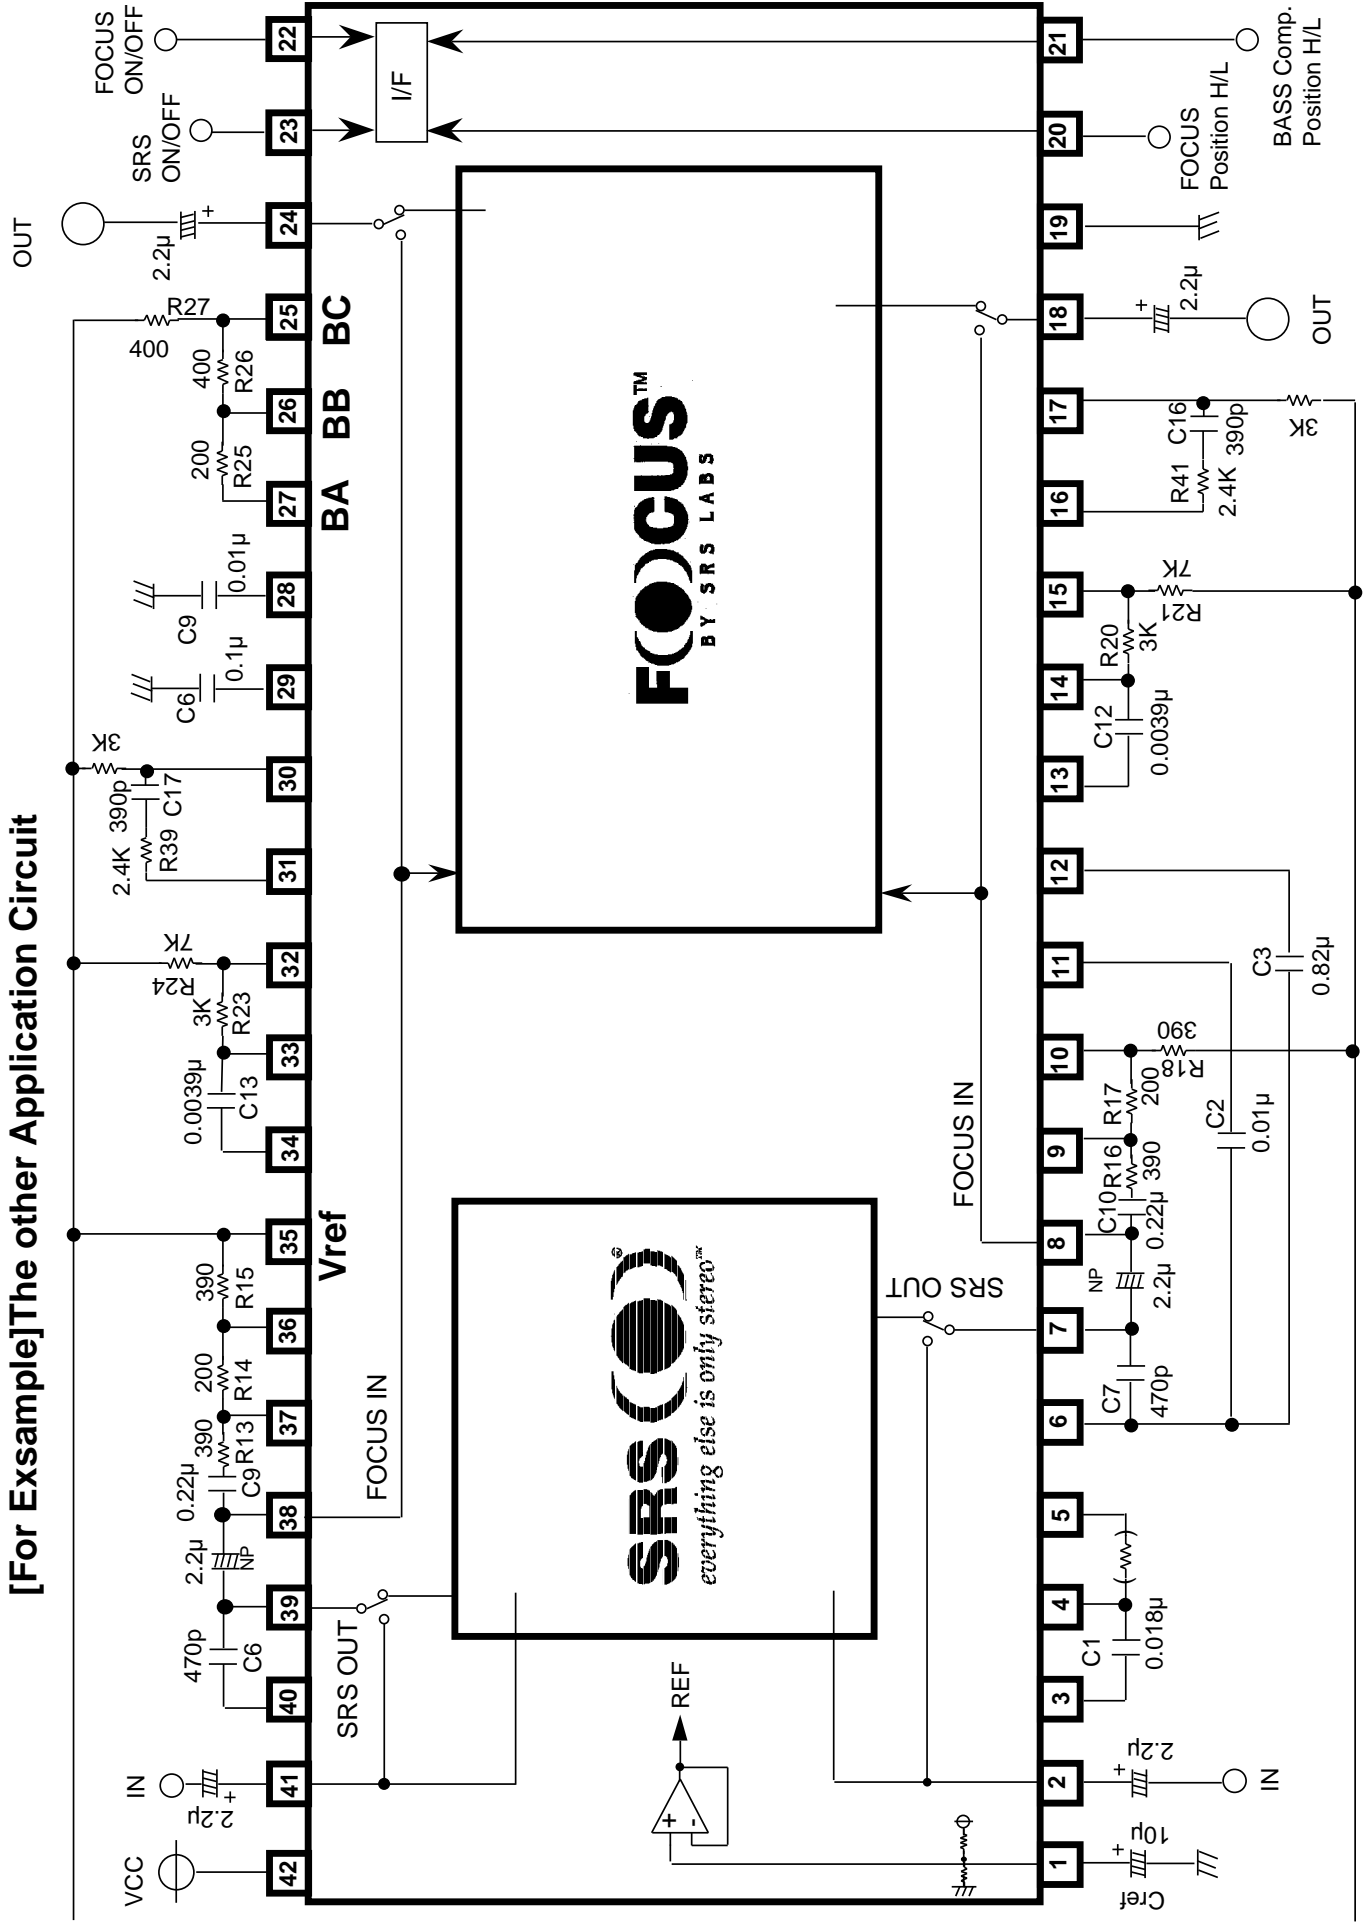 [For Exsample]The other Application Circuit
VCC
IN
2.2µ
470p
C6
2.2µ
NP
0.22µ
C9
390
R13
200
R14
390
R15
0.0039µ
C13
3K
R23
7K
R24
2.4K
R39
390p
C17
3K
C6
0.1µ
C9
0.01µ
200
R25
400
R26
400
R27
OUT
2.2µ
SRS
ON/OFF
FOCUS
ON/OFF
42
41
40
39
38
37
36
35
34
33
32
31
30
29
28
27
26
25
24
23
22
SRS OUT
FOCUS IN
Vref
BA
BB
BC
I/F
REF
+
-
SRS(O)®
everything else is only stereo™
FOCUS™
BY SRS LABS
SRS OUT
FOCUS IN
1
2
3
4
5
6
7
8
9
10
11
12
13
14
15
16
17
18
19
20
21
Cref
10µ
+
2.2µ
+
IN
C1
0.018µ
( )
C7
470p
NP
2.2µ
C10
0.22µ
R16
390
R17
200
R18
390
C2
0.01µ
C3
0.82µ
C12
0.0039µ
R20
3K
R21
7K
R41
2.4K
C16
390p
3K
+
2.2µ
OUT
FOCUS
Position H/L
BASS Comp.
Position H/L